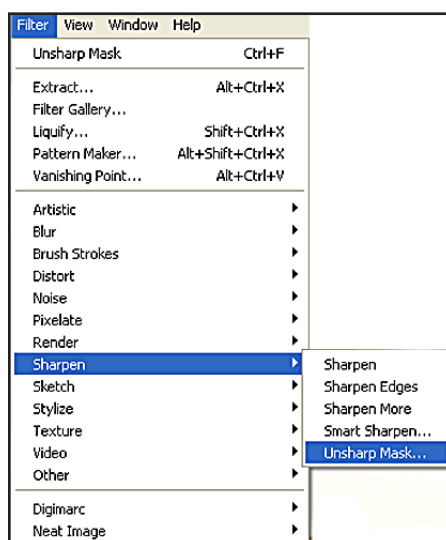 Filter View Window Help
Unsharp Mask Ctrl+F
Extract... Alt+Ctrl+X
Filter Gallery...
Liquify... Shift+Ctrl+X
Pattern Maker... Alt+Shift+Ctrl+X
Vanishing Point... Alt+Ctrl+V
Artistic
Blur
Brush Strokes
Distort
Noise
Pixelate
Render
Sharpen
Sketch
Stylize
Texture
Video
Other
Digimarc
Neat Image
Sharpen
Sharpen Edges
Sharpen More
Smart Sharpen...
Unsharp Mask...